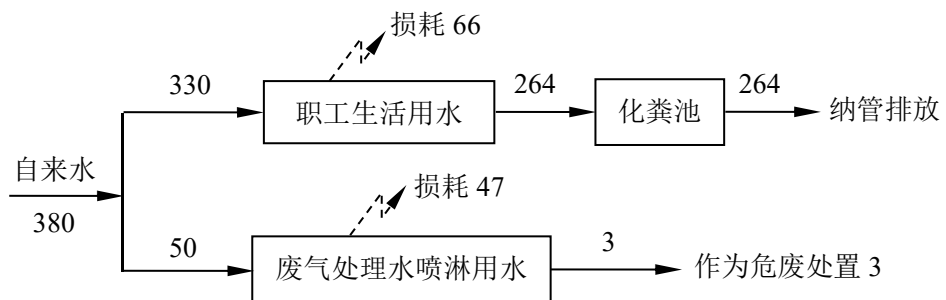 损耗 66
330
职工生活用水
264
化粪池
264
纳管排放
自来水
380
损耗 47
50
废气处理水喷淋用水
3
作为危废处置 3